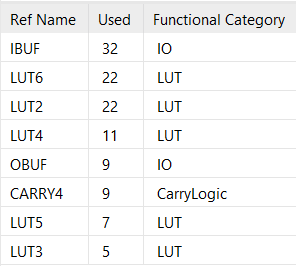 Ref Name Used Functional Category
IBUF 32 IO
LUT6 22 LUT
LUT2 22 LUT
LUT4 11 LUT
OBUF 9 IO
CARRY4 9 CarryLogic
LUT5 7 LUT
LUT3 5 LUT